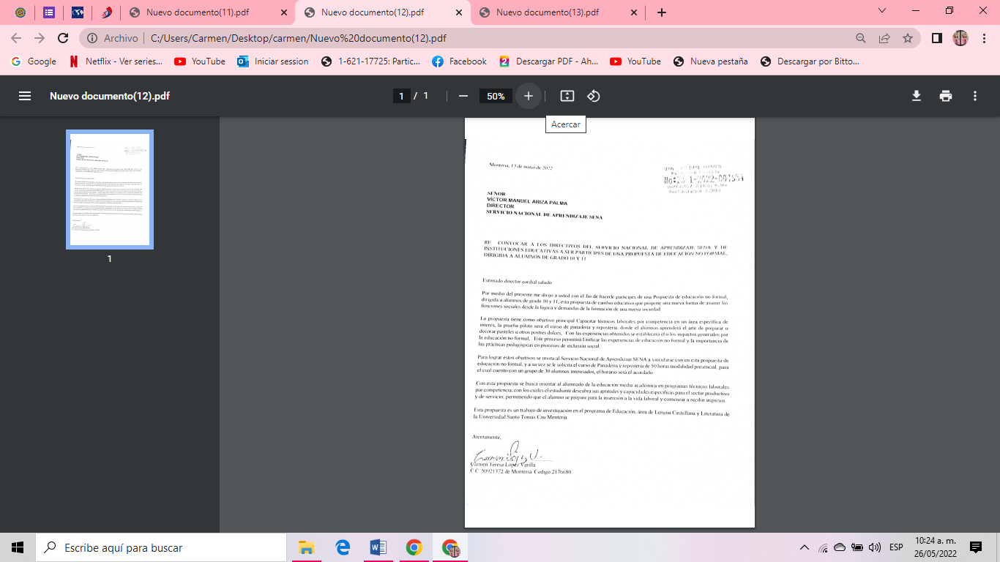 Nuevo documento(11).pdf
Nuevo documento(12).pdf
Nuevo documento(13).pdf
Archivo
C:/Users/Carmen/Desktop/carmen/Nuevo%20documento(12).pdf
Google
Netflix - Ver series...
YouTube
Iniciar session
1-621-17725: Partic...
Facebook
Descargar PDF - Ah...
YouTube
Nueva pestaña
Descargar por Bitto...
Nuevo documento(12).pdf
1 / 1
50%
Acercar
1
Montería, 13 de mayo de 2022
No:23-1-2022-004654
SEÑOR
VÍCTOR MANUEL ARIZA PALMA
DIRECTOR
SERVICIO NACIONAL DE APRENDIZAJE SENA
RF CONVOCAR A LOS DIRECTIVOS DEL SERVICIO NACIONAL DE APRENDIZAJE SENA Y DE
INSTITUCIONES EDUCATIVAS A SER PARTICIPES DE UNA PROPUESTA DE EDUCACIÓN NO FORMAL,
DIRIGIDA A ALUMNOS DE GRADO 10 Y 11
Estimado director cordial saludo
Por medio del presente me dirijo a usted con el fin de hacerle participes de una Propuesta de educación no formal,
dirigida a alumnos de grado 10 y 11, esta propuesta de cambio educativo que propone una nueva forma de asumir las
funciones sociales desde la lógica y demandas de la formación de una nueva sociedad
La propuesta tiene como objetivo principal Capacitar técnicos laborales por competencia en un área específica de
interés, la prueba piloto será el curso de panadería y repostería, donde el alumnos aprenderá el arte de preparar o
decorar pasteles u otros postres dulces, Con las experiencias obtenidos se establecerá el o los impactos generados por
la educación no formal, Este proceso permitirá Unificar las experiencias de educación no formal y la importancia de
las prácticas pedagógicas en procesos de inclusión social
Para lograr estos objetivos se invita al Servicio Nacional de Aprendizaje SENA a vincularse con en esta propuesta de
educación no formal, y a su vez se le solicita el curso de Panadería y repostería de 50 horas modalidad presencial, para
el cual cuento con un grupo de 30 alumnos interesados, el horario será el acordado.
Con esta propuesta se busca orientar al alumnado de la educación media académica en programas técnicos laborales
por competencia, con los cuales el estudiante descubra sus aptitudes y capacidades específicas para el sector productivo
y de servicio, permitiendo que el alumno se prepare para la inserción a la vida laboral y comenzar a recibir ingresos
Esta propuesta es un trabajo de investigación en el programa de Educación, área de Lengua Castellana y Literatura de
la Universidad Santo Tomas Cau Montería
Atentamente,
Carmen López V.
Carmen Teresa López Varilla
C.C. 50921372 de Montería Codigo 2176680
Escribe aquí para buscar
ESP
10:24 a. m.
26/05/2022